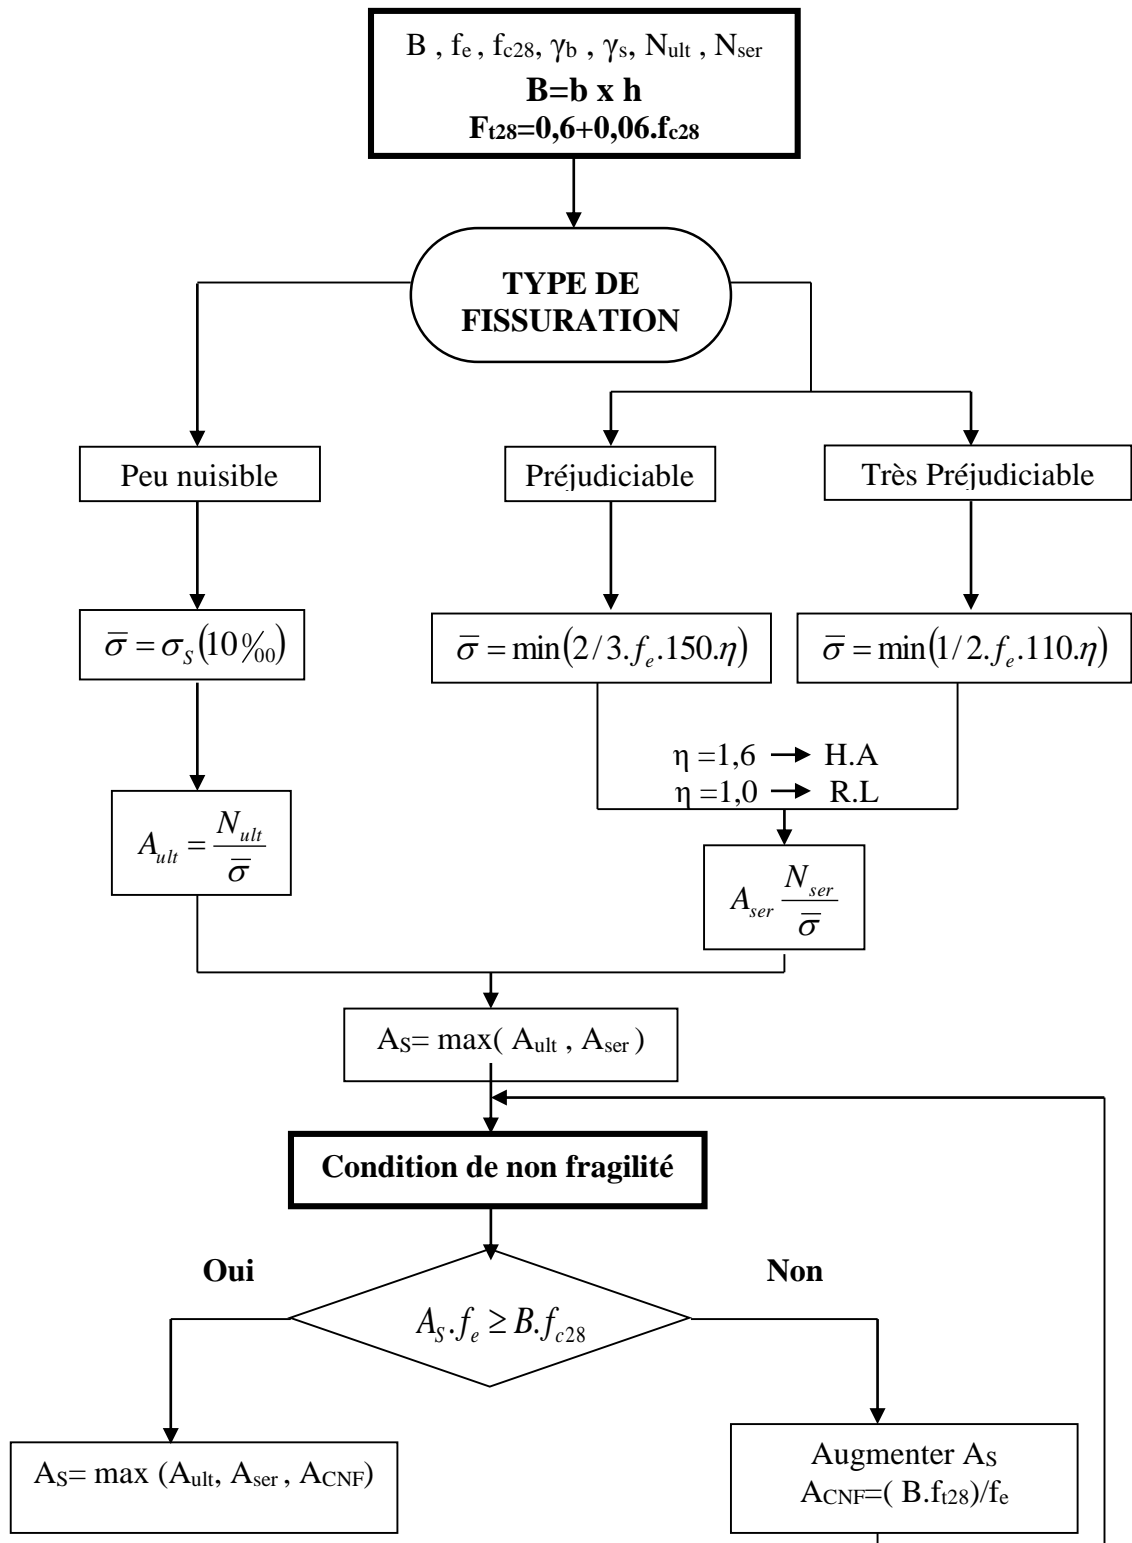 B , fe , fc28, γb , γs, Nult , Nser
B=b x h
Ft28=0,6+0,06.fc28
TYPE DE
FISSURATION
Peu nuisible
Préjudiciable
Très Préjudiciable
σ̅ = σS(10‰)
σ̅ = min(2/3.fe.150.η)
σ̅ = min(1/2.fe.110.η)
η =1,6 → H.A
η =1,0 → R.L
Ault = Nult / σ̅
Aser Nser / σ̅
AS= max( Ault , Aser )
Condition de non fragilité
Oui
Non
AS.fe ≥ B.fc28
AS= max (Ault, Aser , ACNF)
Augmenter AS
ACNF=( B.ft28)/fe